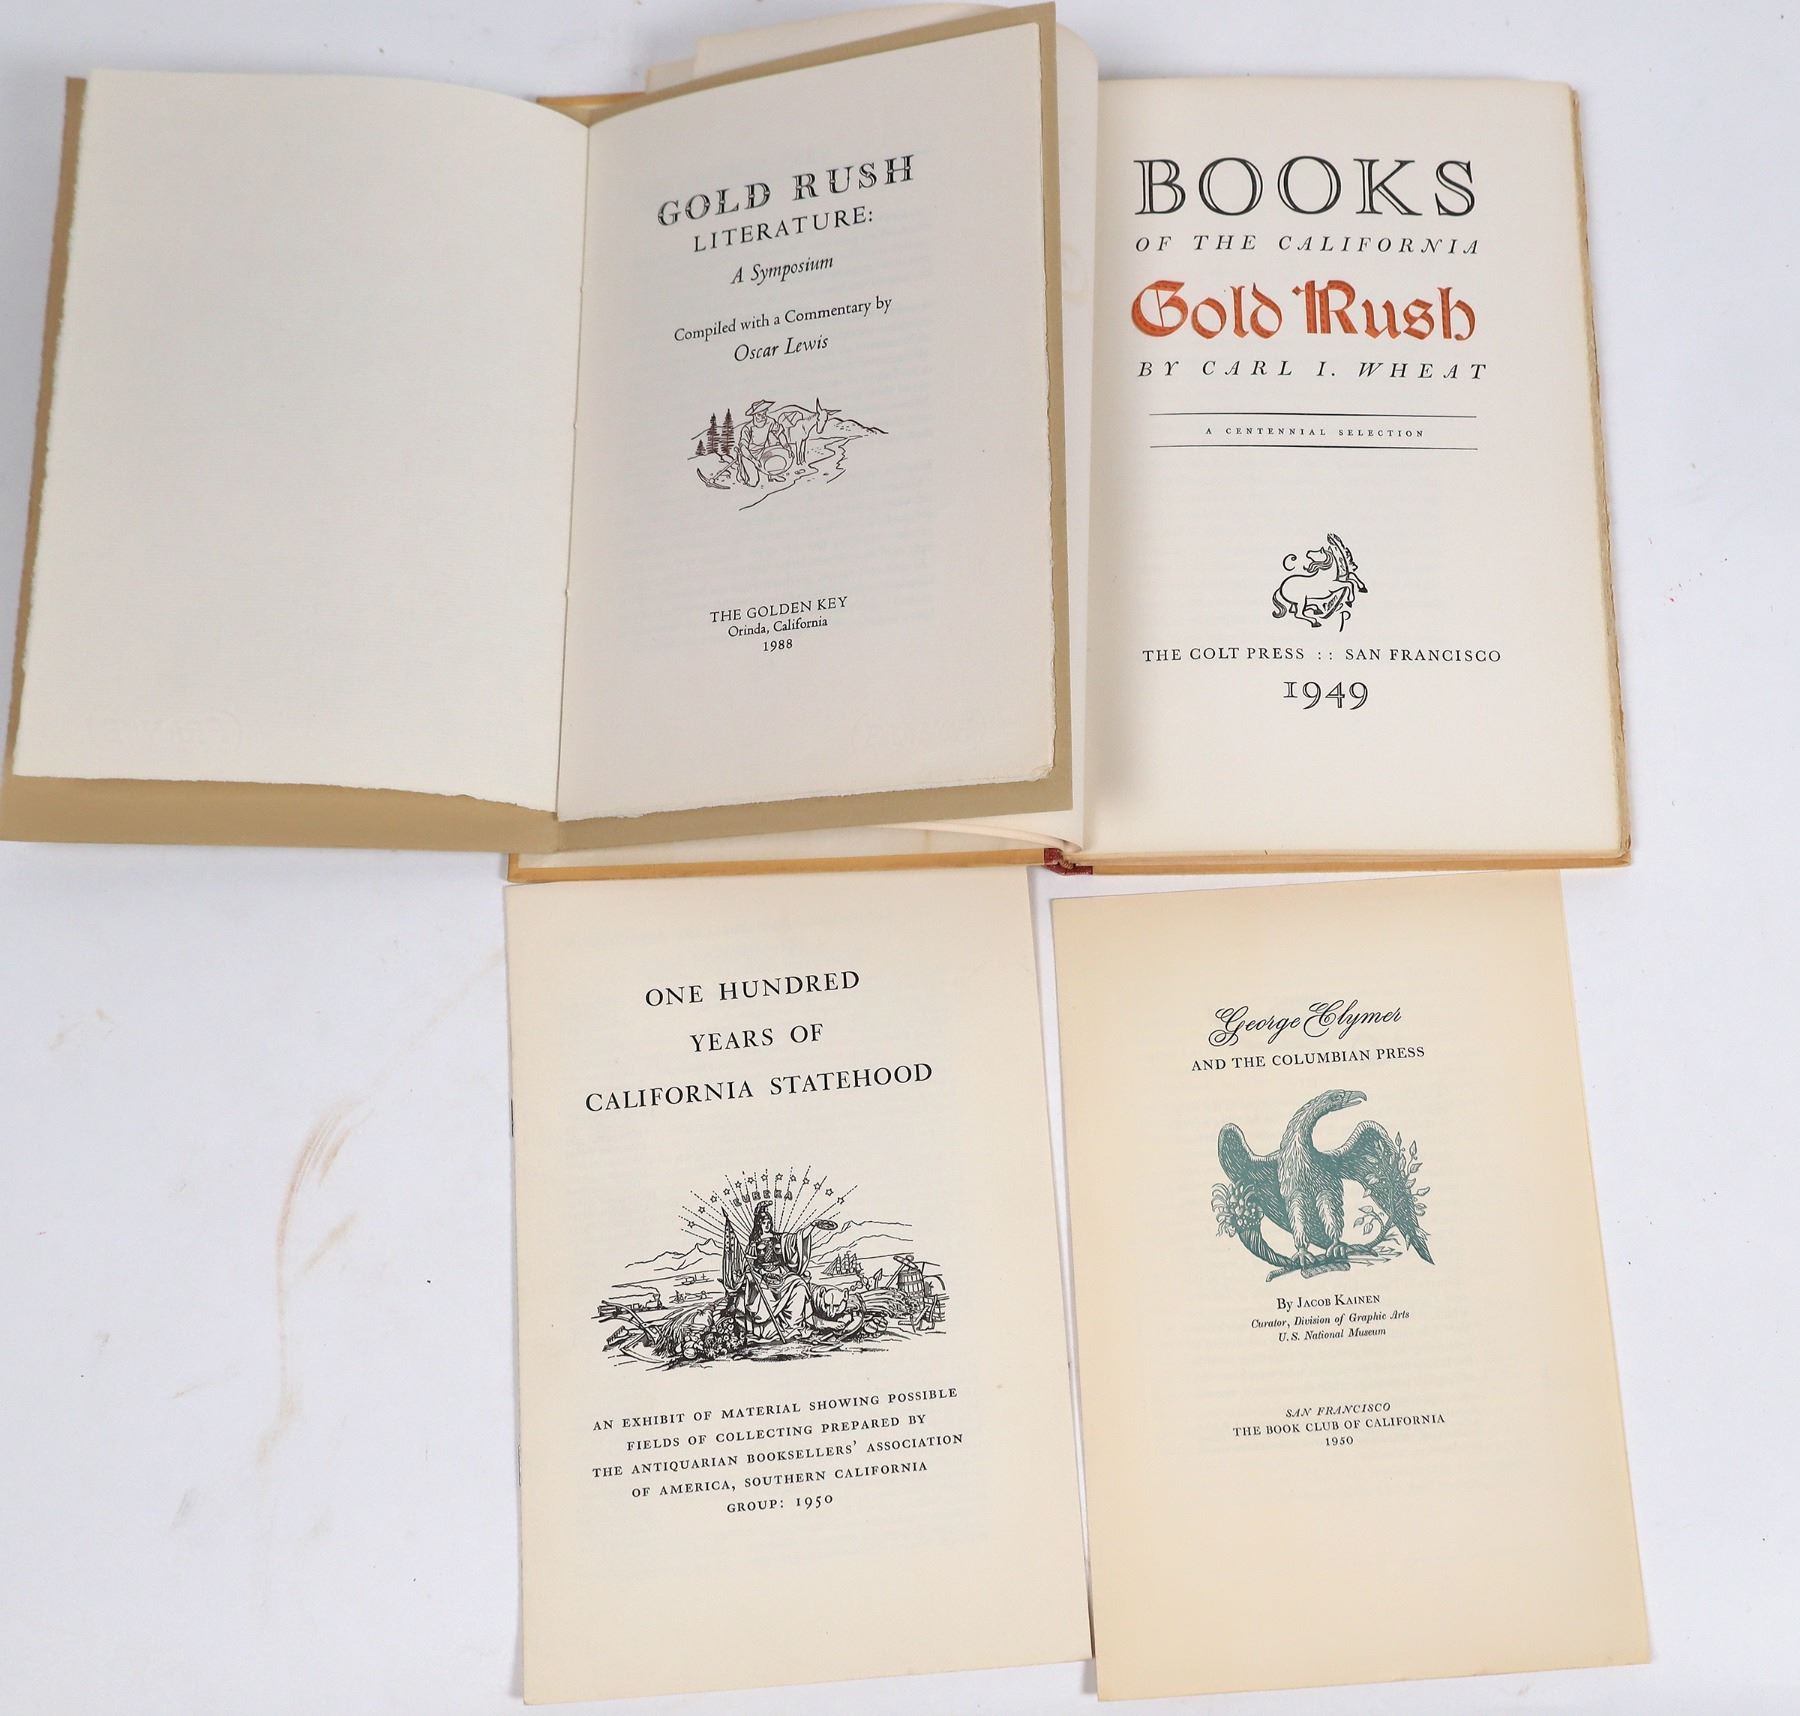 GOLD RUSH
LITERATURE:
A Symposium
Compiled with a Commentary by
Oscar Lewis
THE GOLDEN KEY
Orinda, California
1988
BOOKS
OF THE CALIFORNIA
Gold Rush
BY CARL I. WHEAT
A CENTENNIAL SELECTION
C
P
THE COLT PRESS :: SAN FRANCISCO
1949
ONE HUNDRED
YEARS OF
CALIFORNIA STATEHOOD
EUREKA
AN EXHIBIT OF MATERIAL SHOWING POSSIBLE
FIELDS OF COLLECTING PREPARED BY
THE ANTIQUARIAN BOOKSELLERS' ASSOCIATION
OF AMERICA, SOUTHERN CALIFORNIA
GROUP: 1950
George Clymer
AND THE COLUMBIAN PRESS
By JACOB KAINEN
Curator, Division of Graphic Arts
U. S. National Museum
SAN FRANCISCO
THE BOOK CLUB OF CALIFORNIA
1950